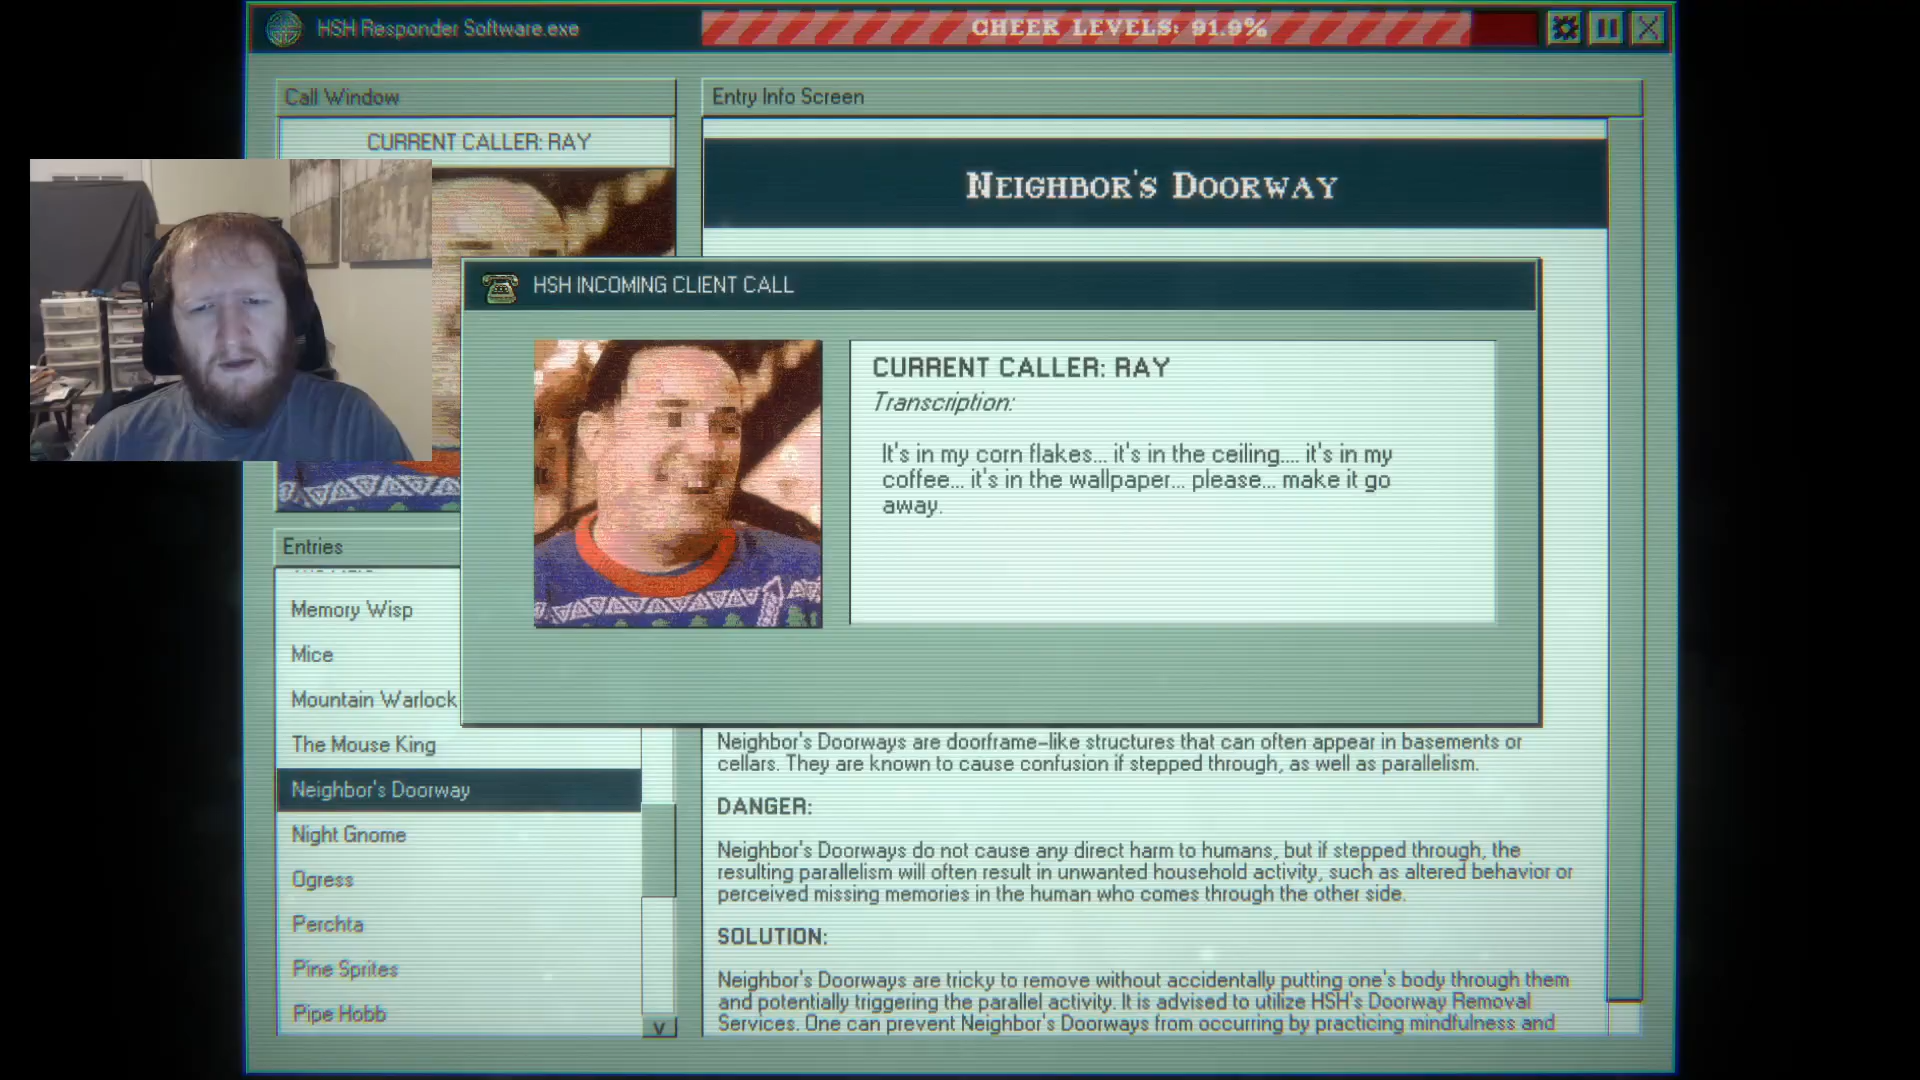 HSH Responder Software.exe
CHEER LEVELS: 91.9%
Call Window
CURRENT CALLER: RAY
Entry Info Screen
NEIGHBOR'S DOORWAY
HSH INCOMING CLIENT CALL
CURRENT CALLER: RAY
Transcription:
It's in my corn flakes... it's in the ceiling.... it's in my
coffee... it's in the wallpaper... please... make it go
away.
Entries
Memory Wisp
Mice
Mountain Warlock
The Mouse King
Neighbor's Doorway
Night Gnome
Ogress
Perchta
Pine Sprites
Pipe Hobb
V
Neighbor's Doorways are doorframe-like structures that can often appear in basements or
cellars. They are known to cause confusion if stepped through, as well as parallelism.
DANGER:
Neighbor's Doorways do not cause any direct harm to humans, but if stepped through, the
resulting parallelism will often result in unwanted household activity, such as altered behavior or
perceived missing memories in the human who comes through the other side.
SOLUTION:
Neighbor's Doorways are tricky to remove without accidentally putting one's body through them
and potentially triggering the parallel activity. It is advised to utilize HSH's Doorway Removal
Services. One can prevent Neighbor's Doorways from occurring by practicing mindfulness and